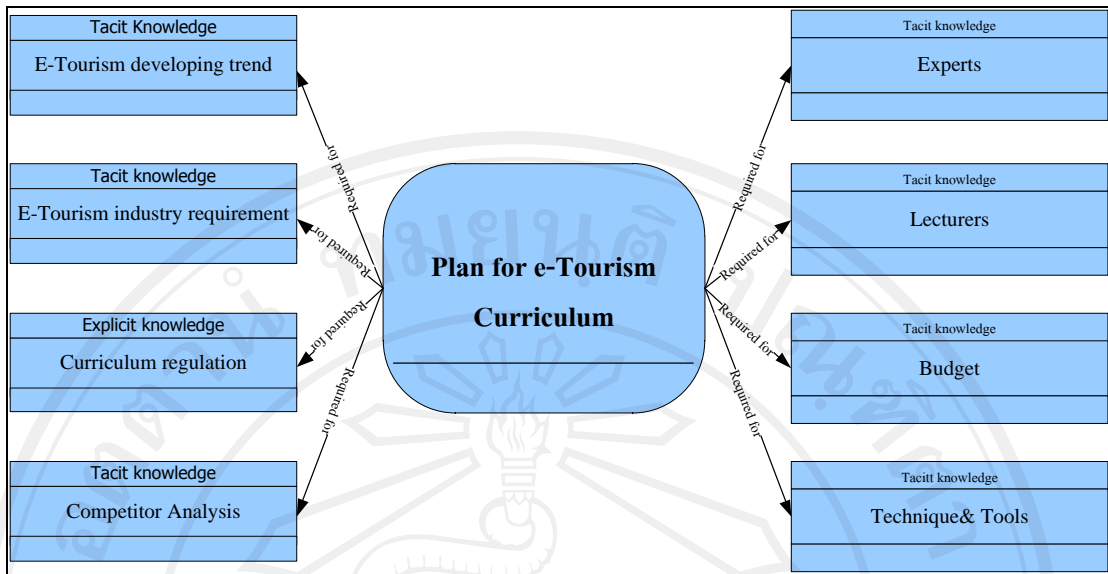 Tacit Knowledge
E-Tourism developing trend
Tacit knowledge
E-Tourism industry requirement
Explicit knowledge
Curriculum regulation
Tacit knowledge
Competitor Analysis
Required for
Required for
Required for
Required for
Plan for e-Tourism
Curriculum
Required for
Required for
Required for
Required for
Tacit knowledge
Experts
Tacit knowledge
Lecturers
Tacit knowledge
Budget
Tacitt knowledge
Technique& Tools